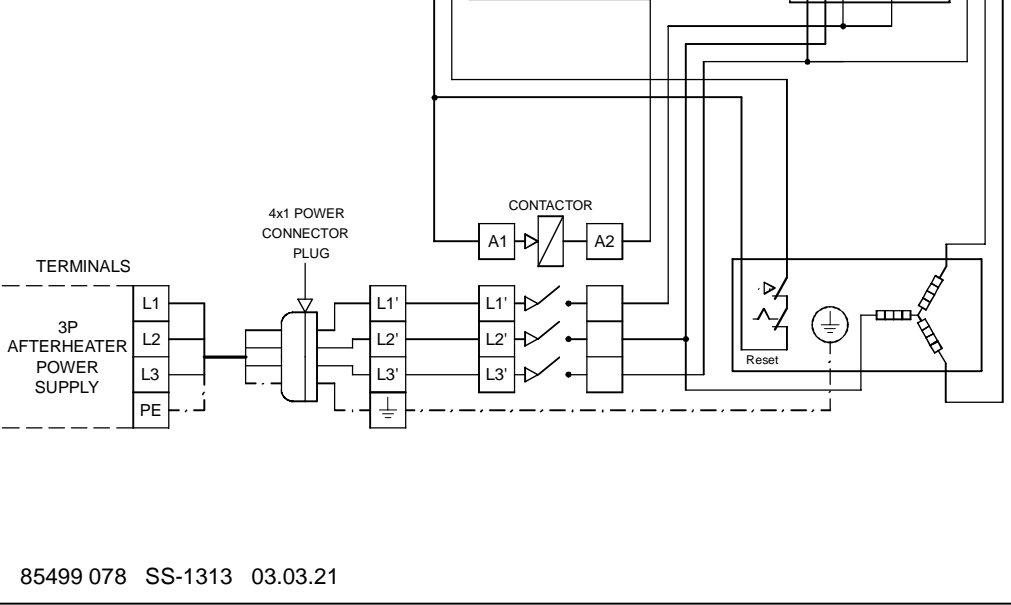 CONTACTOR
A1
A2
4x1 POWER
CONNECTOR
PLUG
TERMINALS
3P
AFTERHEATER
POWER
SUPPLY
L1
L2
L3
PE
L1'
L2'
L3'
L1'
L2'
L3'
Reset
85499 078 SS-1313 03.03.21